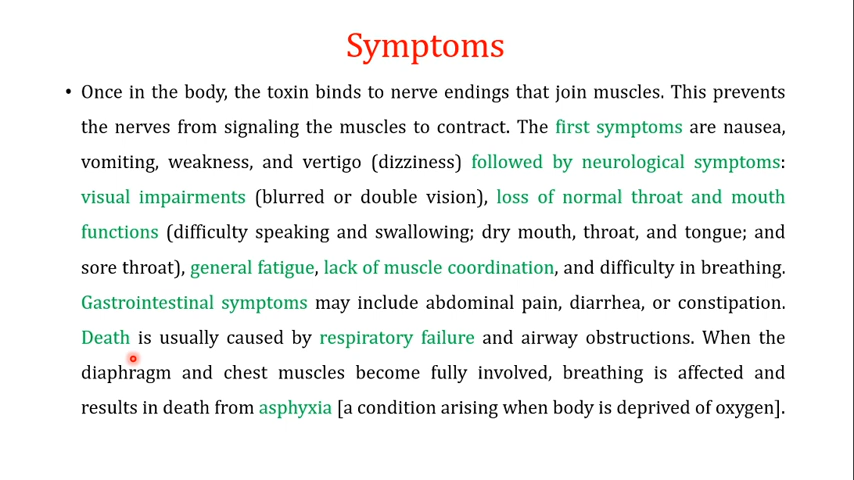 Symptoms
• Once in the body, the toxin binds to nerve endings that join muscles. This prevents
the nerves from signaling the muscles to contract. The first symptoms are nausea,
vomiting, weakness, and vertigo (dizziness) followed by neurological symptoms:
visual impairments (blurred or double vision), loss of normal throat and mouth
functions (difficulty speaking and swallowing; dry mouth, throat, and tongue; and
sore throat), general fatigue, lack of muscle coordination, and difficulty in breathing.
Gastrointestinal symptoms may include abdominal pain, diarrhea, or constipation.
Death is usually caused by respiratory failure and airway obstructions. When the
diaphragm and chest muscles become fully involved, breathing is affected and
results in death from asphyxia [a condition arising when body is deprived of oxygen].